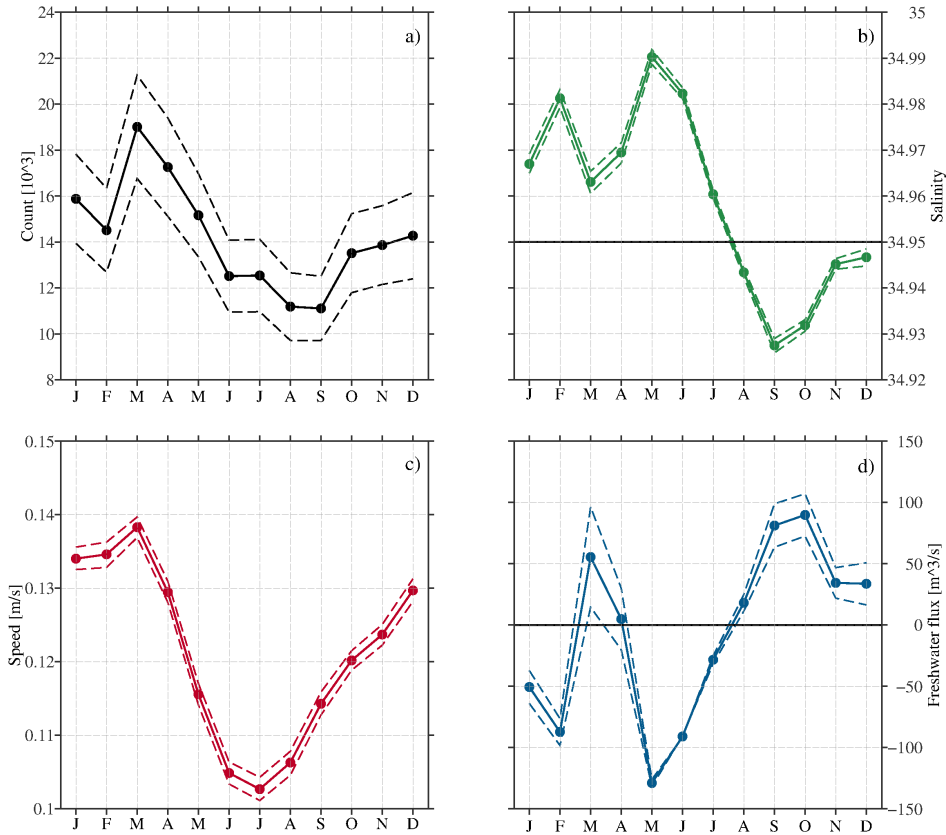 24
22
20
18
16
14
12
10
8
Count [10^3]
a)
J F M A M J J A S O N D
35
34.99
34.98
34.97
34.96
34.95
34.94
34.93
34.92
Salinity
b)
J F M A M J J A S O N D
0.15
0.14
0.13
0.12
0.11
0.1
Speed [m/s]
c)
J F M A M J J A S O N D
150
100
50
0
−50
−100
−150
Freshwater flux [m^3/s]
d)
J F M A M J J A S O N D